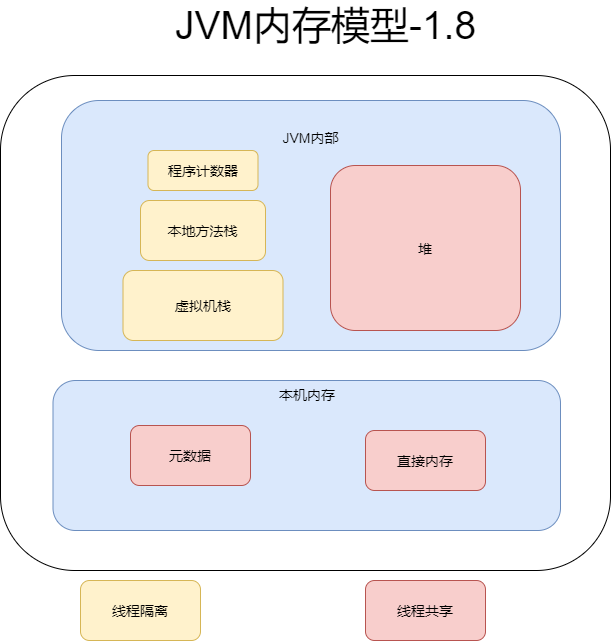 JVM内存模型-1.8
JVM内部
程序计数器
本地方法栈
虚拟机栈
堆
本机内存
元数据
直接内存
线程隔离
线程共享